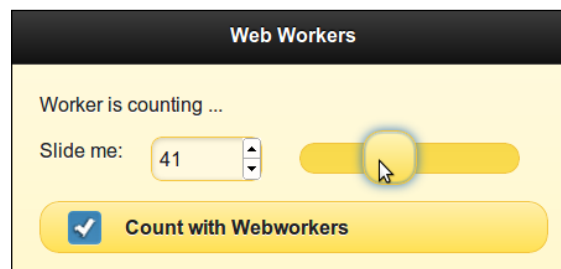 Web Workers
Worker is counting ...
Slide me: 41
Count with Webworkers